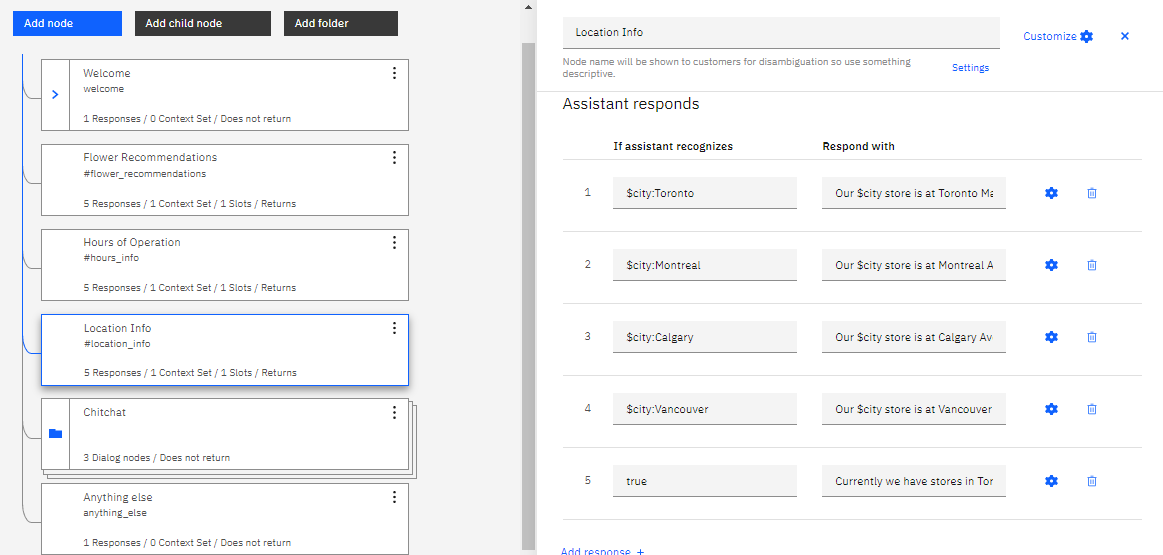 Add node
Add child node
Add folder
Welcome
welcome
1 Responses / 0 Context Set / Does not return
Flower Recommendations
#flower_recommendations
5 Responses / 1 Context Set / 1 Slots / Returns
Hours of Operation
#hours_info
5 Responses / 1 Context Set / 1 Slots / Returns
Location Info
#location_info
5 Responses / 1 Context Set / 1 Slots / Returns
Chitchat
3 Dialog nodes / Does not return
Anything else
anything_else
1 Responses / 0 Context Set / Does not return
Location Info
Customize
Node name will be shown to customers for disambiguation so use something
descriptive.
Settings
Assistant responds
If assistant recognizes Respond with
1 $city:Toronto Our $city store is at Toronto Ma
2 $city:Montreal Our $city store is at Montreal A
3 $city:Calgary Our $city store is at Calgary Av
4 $city:Vancouver Our $city store is at Vancouver
5 true Currently we have stores in Tor
Add response +